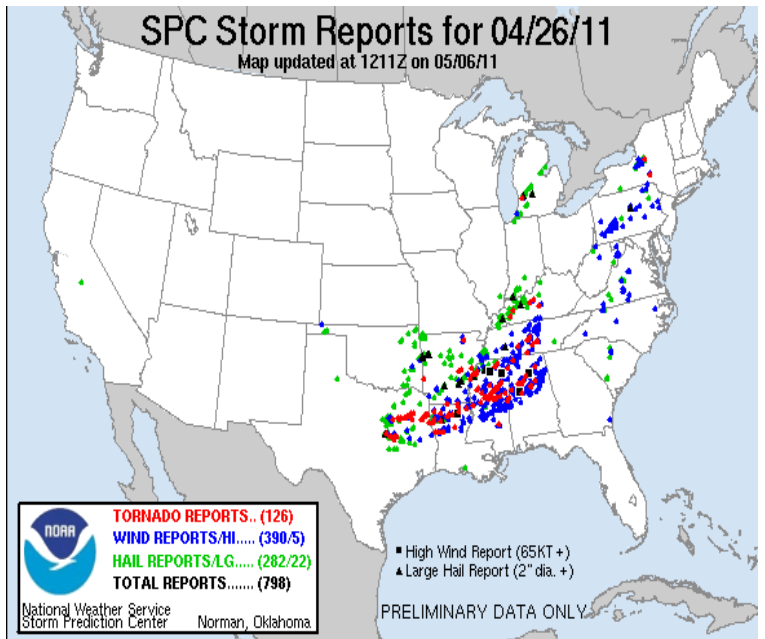 SPC Storm Reports for 04/26/11
Map updated at 1211Z on 05/06/11
NOAA
TORNADO REPORTS.. (126)
WIND REPORTS/HI..... (390/5)
HAIL REPORTS/LG..... (282/22)
TOTAL REPORTS....... (798)
National Weather Service
Storm Prediction Center Norman, Oklahoma
High Wind Report (65KT +)
Large Hail Report (2" dia. +)
PRELIMINARY DATA ONLY